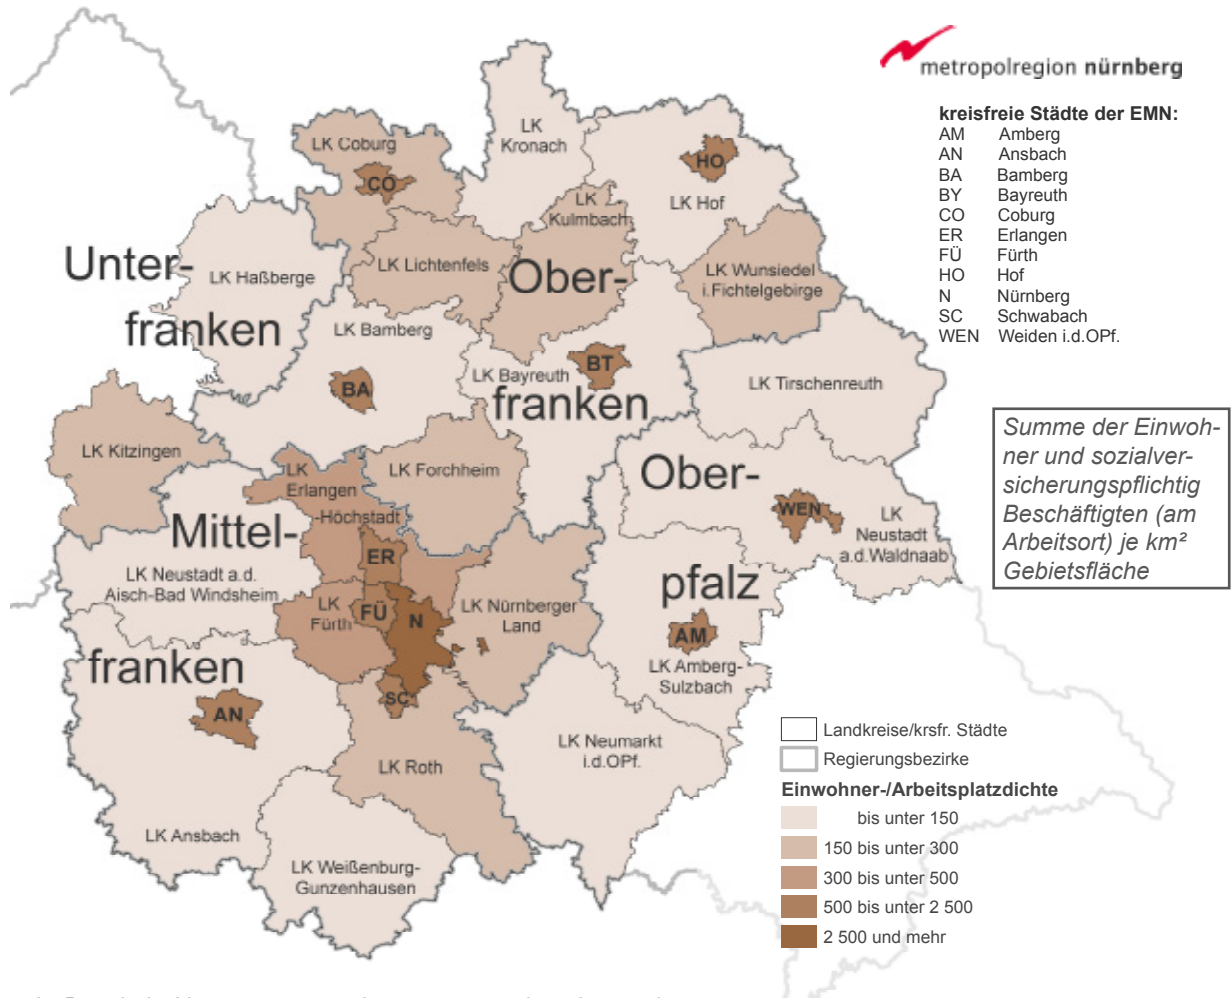 metropolregion nürnberg
kreisfreie Städte der EMN:
AM Amberg
AN Ansbach
BA Bamberg
BY Bayreuth
CO Coburg
ER Erlangen
FÜ Fürth
HO Hof
N Nürnberg
SC Schwabach
WEN Weiden i.d.OPf.
Summe der Einwoh-
ner und sozialver-
sicherungspflichtig
Beschäftigten (am
Arbeitsort) je km²
Gebietsfläche
LK
Kronach
LK Coburg
CO
HO
LK Hof
LK
Kulmbach
Unter-
franken
LK Haßberge
LK Lichtenfels
Ober-
franken
LK Wunsiedel
i.Fichtelgebirge
LK Bamberg
BA
LK Bayreuth
BT
LK Tirschenreuth
LK Kitzingen
LK
Erlangen
-Höchstadt
LK Forchheim
Ober-
pfalz
WEN
LK
Neustadt
a.d.Waldnaab
Mittel-
franken
ER
LK Neustadt a.d.
Aisch-Bad Windsheim
LK
Fürth
FÜ
N
LK Nürnberger
Land
AM
LK Amberg-
Sulzbach
SC
AN
LK Neumarkt
i.d.OPf.
LK Roth
LK Ansbach
LK Weißenburg-
Gunzenhausen
Landkreise/krsfr. Städte
Regierungsbezirke
Einwohner-/Arbeitsplatzdichte
bis unter 150
150 bis unter 300
300 bis unter 500
500 bis unter 2 500
2 500 und mehr